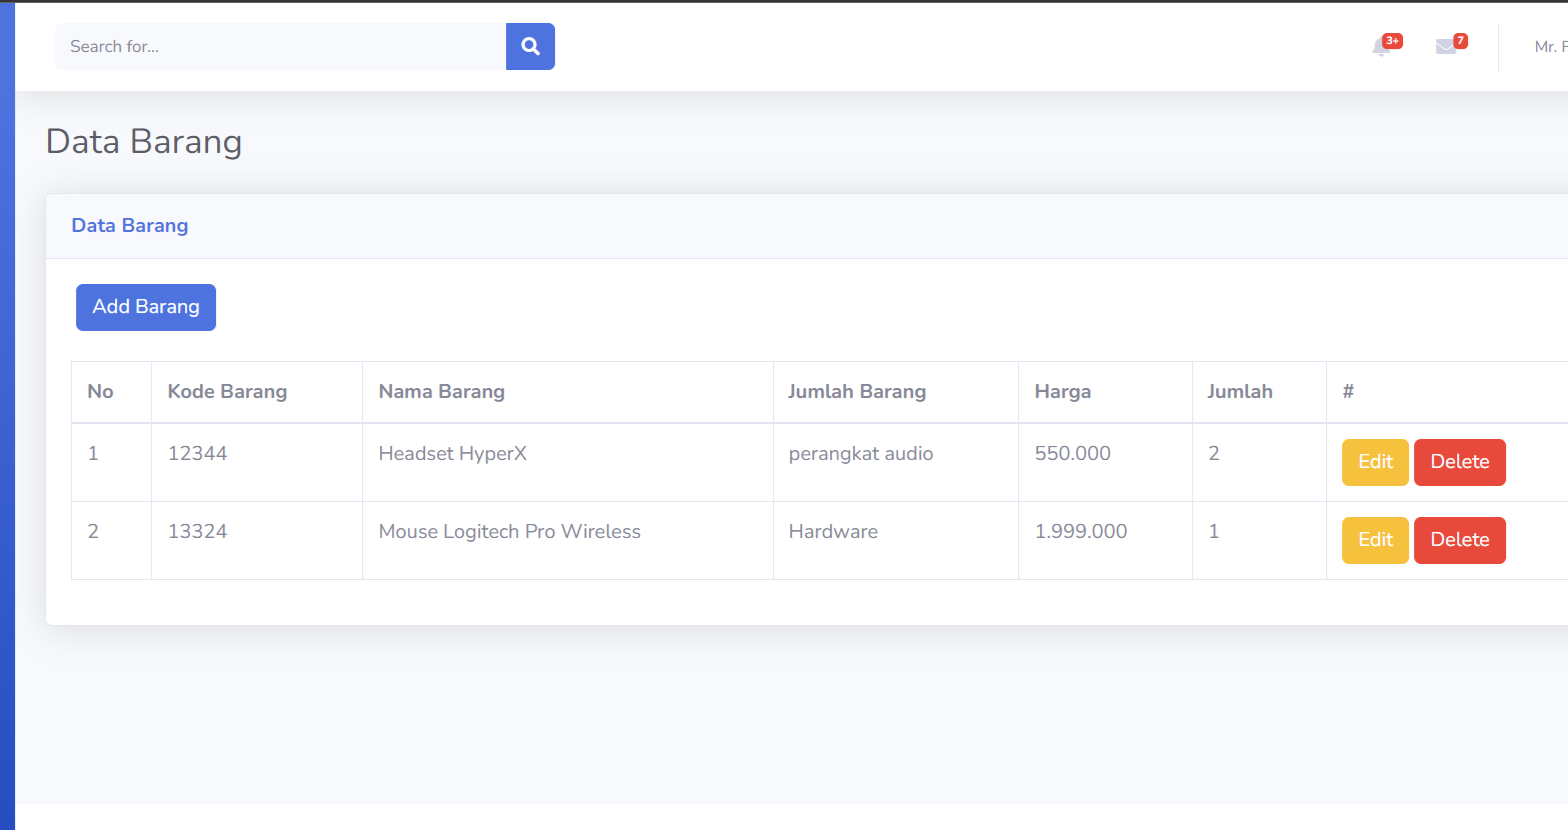 Search for...
3+
7
Mr. F
Data Barang
Data Barang
Add Barang
No Kode Barang Nama Barang Jumlah Barang Harga Jumlah #
1 12344 Headset HyperX perangkat audio 550.000 2 Edit Delete
2 13324 Mouse Logitech Pro Wireless Hardware 1.999.000 1 Edit Delete